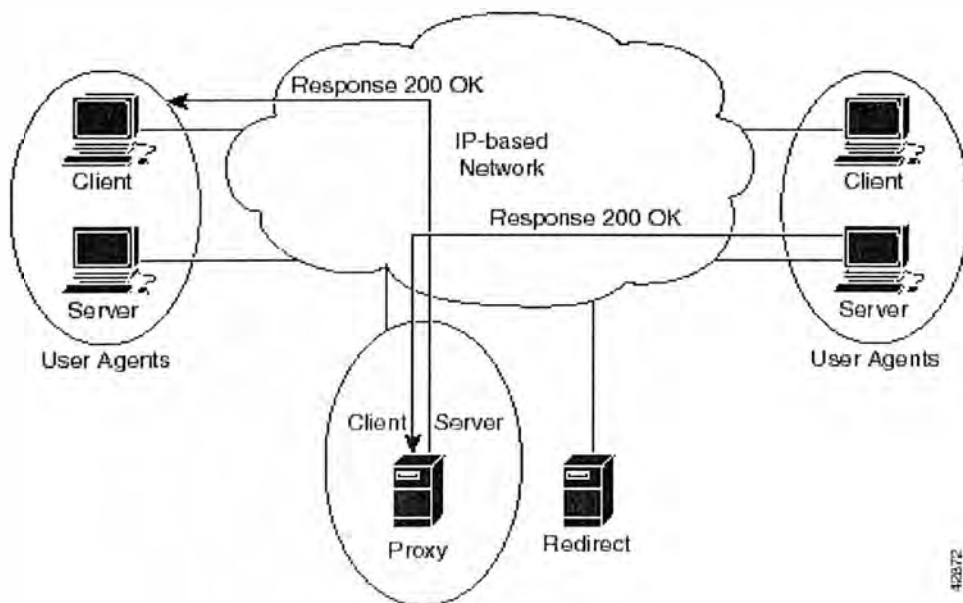 Response 200 OK
IP-based
Network
Client
Client
Response 200 OK
Server
Server
User Agents
User Agents
Client
Server
Proxy
Redirect
42872